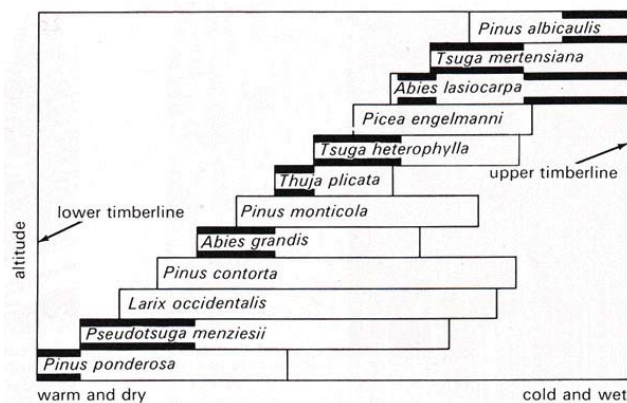 Pinus albicaulis
Tsuga mertensiana
Abies lasiocarpa
Picea engelmanni
Tsuga heterophylla
upper timberline
Thuja plicata
lower timberline
Pinus monticola
Abies grandis
altitude
Pinus contorta
Larix occidentalis
Pseudotsuga menziesii
Pinus ponderosa
warm and dry
cold and wet